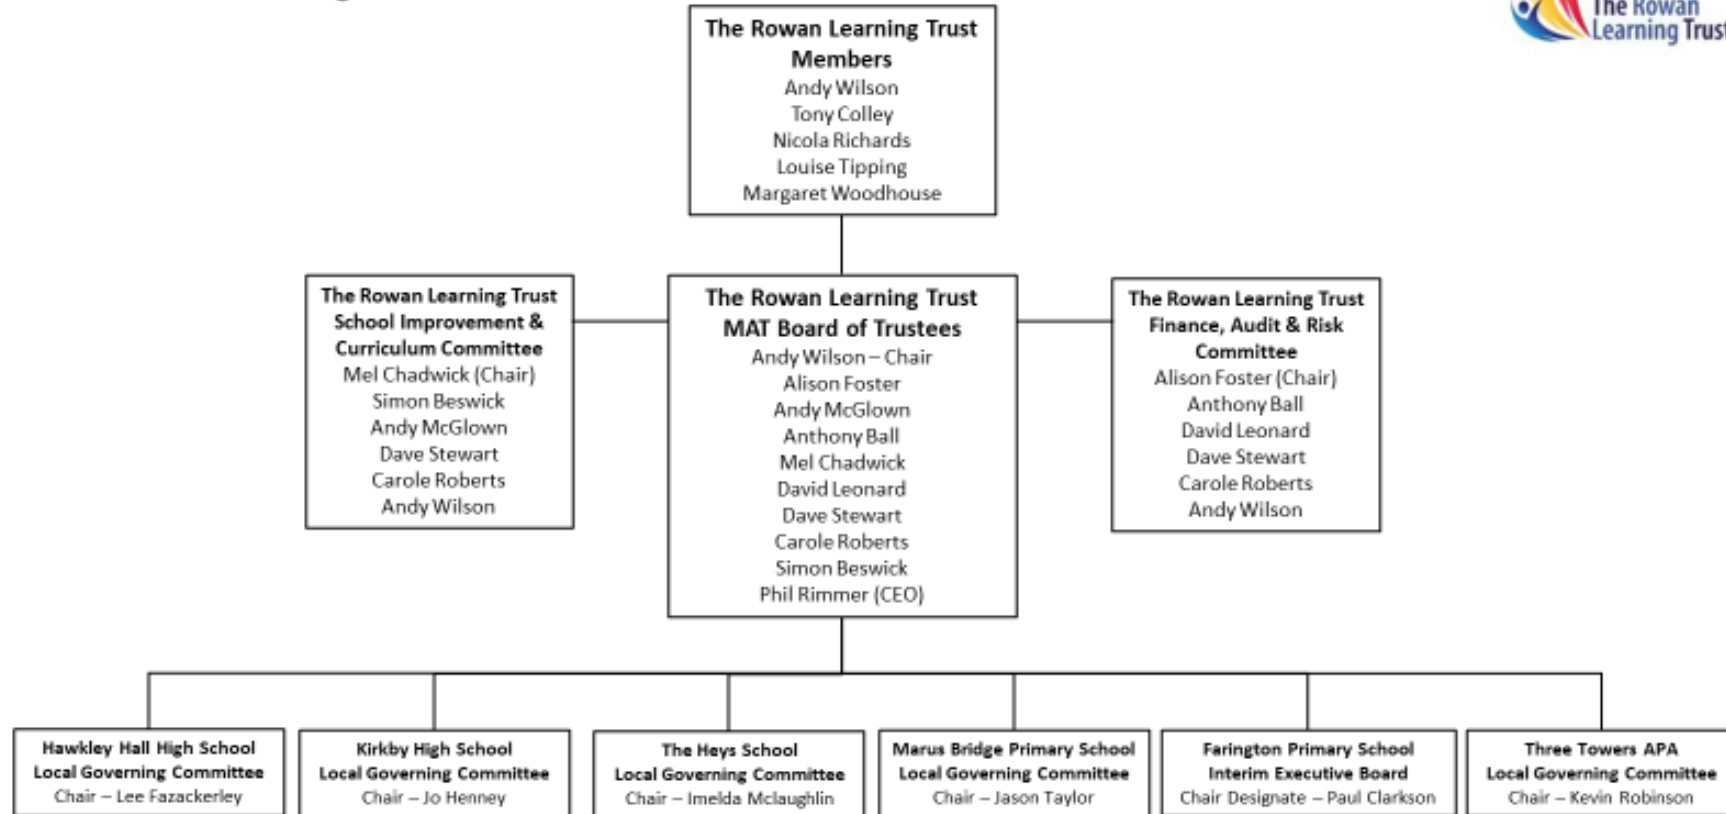 The Rowan
Learning Trust
The Rowan Learning Trust
Members
Andy Wilson
Tony Colley
Nicola Richards
Louise Tipping
Margaret Woodhouse
The Rowan Learning Trust
School Improvement &
Curriculum Committee
Mel Chadwick (Chair)
Simon Beswick
Andy McGlown
Dave Stewart
Carole Roberts
Andy Wilson
The Rowan Learning Trust
MAT Board of Trustees
Andy Wilson – Chair
Alison Foster
Andy McGlown
Anthony Ball
Mel Chadwick
David Leonard
Dave Stewart
Carole Roberts
Simon Beswick
Phil Rimmer (CEO)
The Rowan Learning Trust
Finance, Audit & Risk
Committee
Alison Foster (Chair)
Anthony Ball
David Leonard
Dave Stewart
Carole Roberts
Andy Wilson
Hawkley Hall High School
Local Governing Committee
Chair – Lee Fazackerley
Kirkby High School
Local Governing Committee
Chair – Jo Henney
The Heys School
Local Governing Committee
Chair – Imelda Mclaughlin
Marus Bridge Primary School
Local Governing Committee
Chair – Jason Taylor
Farington Primary School
Interim Executive Board
Chair Designate – Paul Clarkson
Three Towers APA
Local Governing Committee
Chair – Kevin Robinson